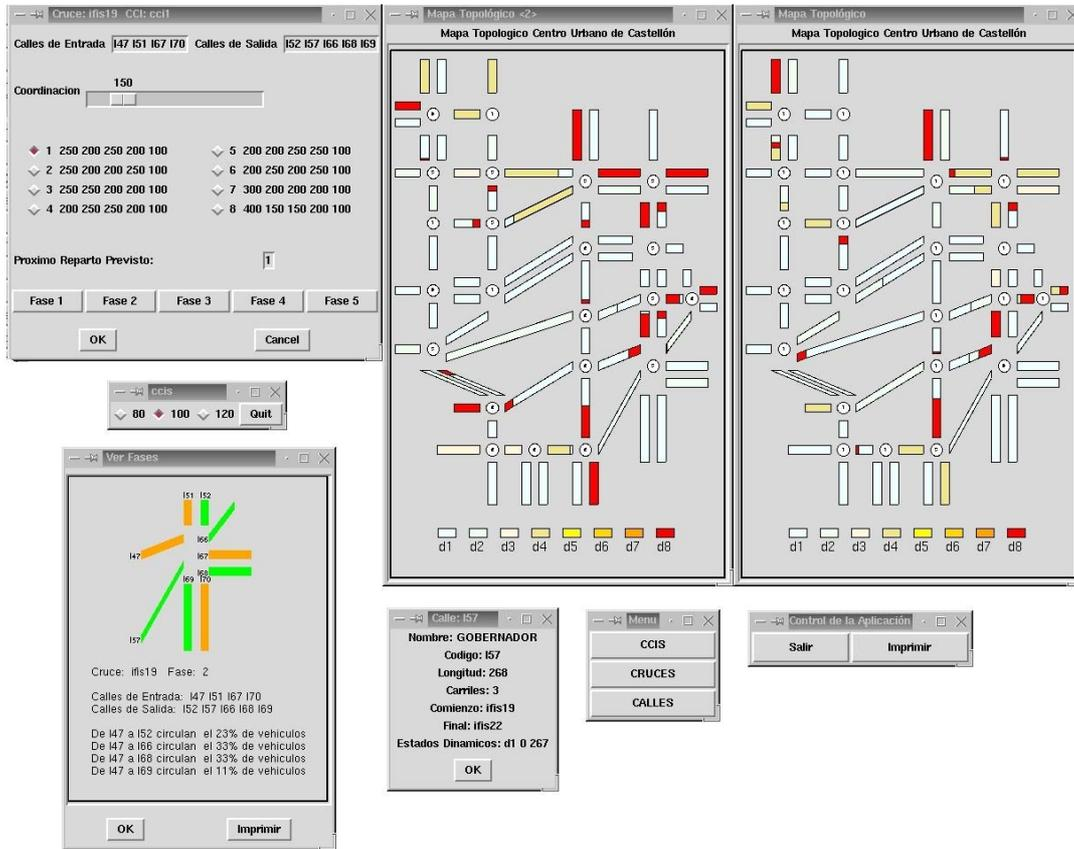 Cruce: ifis19 CCI: cci1
Calles de Entrada I47 I51 I67 I70 Calles de Salida I52 I57 I66 I68 I69
150
Coordinacion
1 250 200 250 200 100
5 200 200 250 250 100
2 250 250 200 200 100
6 200 250 200 250 100
3 250 200 200 250 100
7 300 200 200 200 100
4 200 250 250 200 100
8 400 150 150 200 100
Proximo Reparto Previsto: 1
Fase 1 Fase 2 Fase 3 Fase 4 Fase 5
OK Cancel
ccis
80 100 120 Quit
Ver Fases
I51 I52
I66
I47
I67
I68
I69 I70
I57
Cruce: ifis19 Fase: 2
Calles de Entrada: I47 I51 I67 I70
Calles de Salida: I52 I57 I66 I68 I69
De I47 a I52 circulan el 23% de vehiculos
De I47 a I66 circulan el 33% de vehiculos
De I47 a I68 circulan el 33% de vehiculos
De I47 a I69 circulan el 11% de vehiculos
OK Imprimir
Mapa Topológico <2>
Mapa Topologico Centro Urbano de Castellón
d1 d2 d3 d4 d5 d6 d7 d8
Mapa Topológico
Mapa Topologico Centro Urbano de Castellón
d1 d2 d3 d4 d5 d6 d7 d8
Calle: I57
Nombre: GOBERNADOR
Codigo: I57
Longitud: 268
Carriles: 3
Comienzo: ifis19
Final: ifis22
Estados Dinamicos: d1 0 267
OK
Menu
CCIS
CRUCES
CALLES
Control de la Aplicación
Salir Imprimir